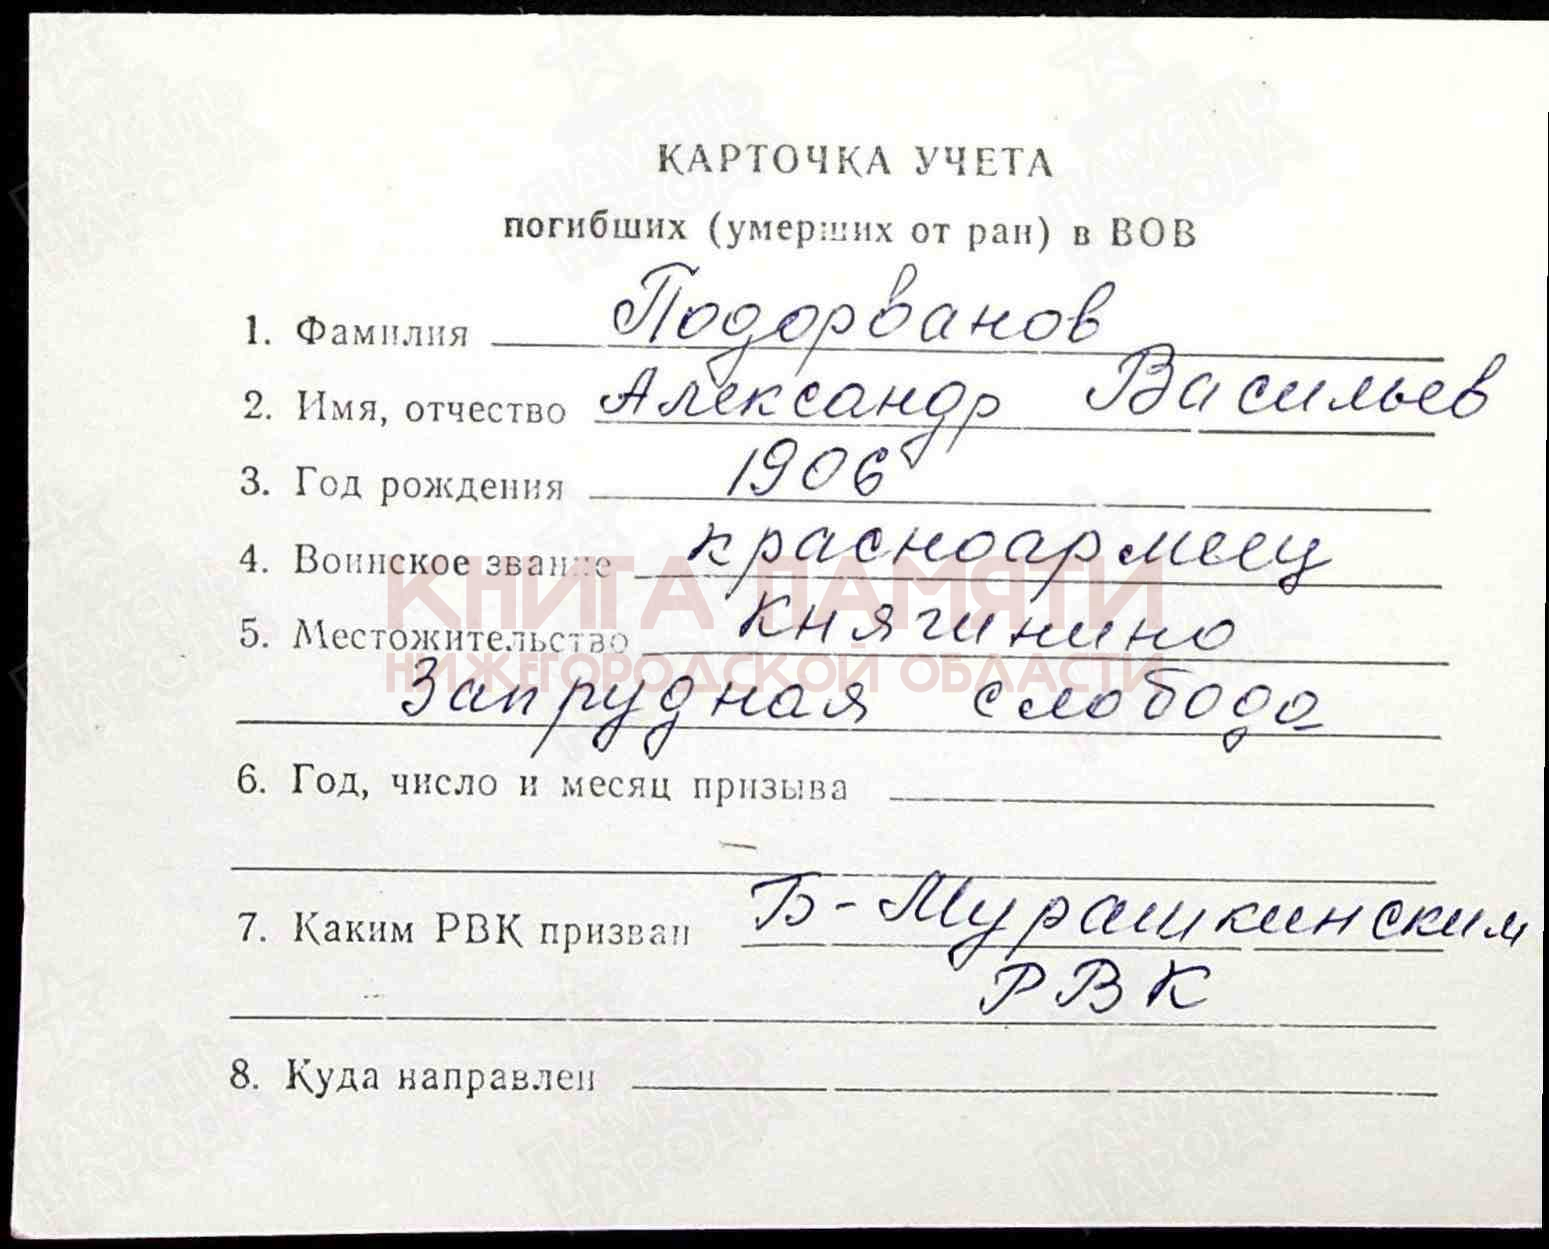 КАРТОЧКА УЧЕТА
погибших (умерших от ран) в ВОВ
1. Фамилия Подорванов
2. Имя, отчество Александр Васильев
3. Год рождения 1906
4. Воинское звание красноармеец
КНИГА ПАМЯТИ
5. Местожительство Княгинино
НИЖЕГОРОДСКОЙ ОБЛАСТИ
Запрудная слобода
6. Год, число и месяц призыва
7. Каким РВК призван Б-Мурашкинским
РВК
8. Куда направлен
ПАМЯТЬ НАРОДА